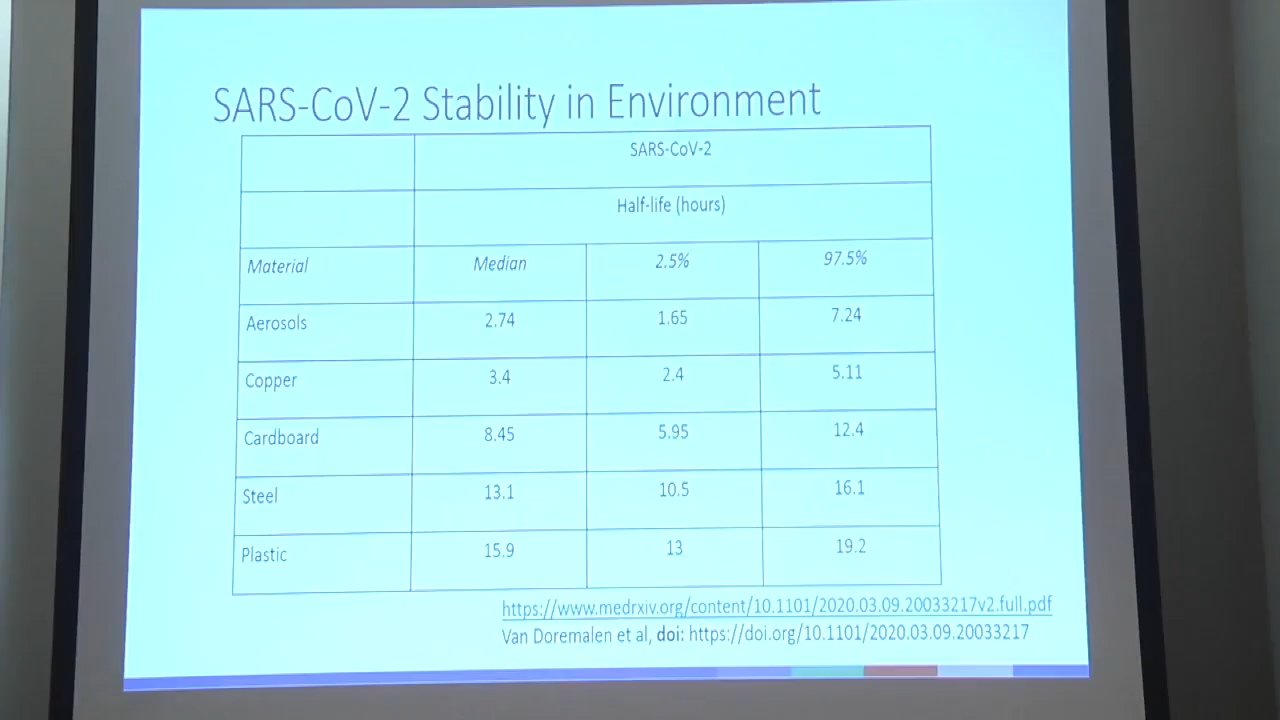 SARS-CoV-2 Stability in Environment
SARS-CoV-2
Half-life (hours)
Material Median 2.5% 97.5%
Aerosols 2.74 1.65 7.24
Copper 3.4 2.4 5.11
Cardboard 8.45 5.95 12.4
Steel 13.1 10.5 16.1
Plastic 15.9 13 19.2
https://www.medrxiv.org/content/10.1101/2020.03.09.20033217v2.full.pdf
Van Doremalen et al, doi: https://doi.org/10.1101/2020.03.09.20033217